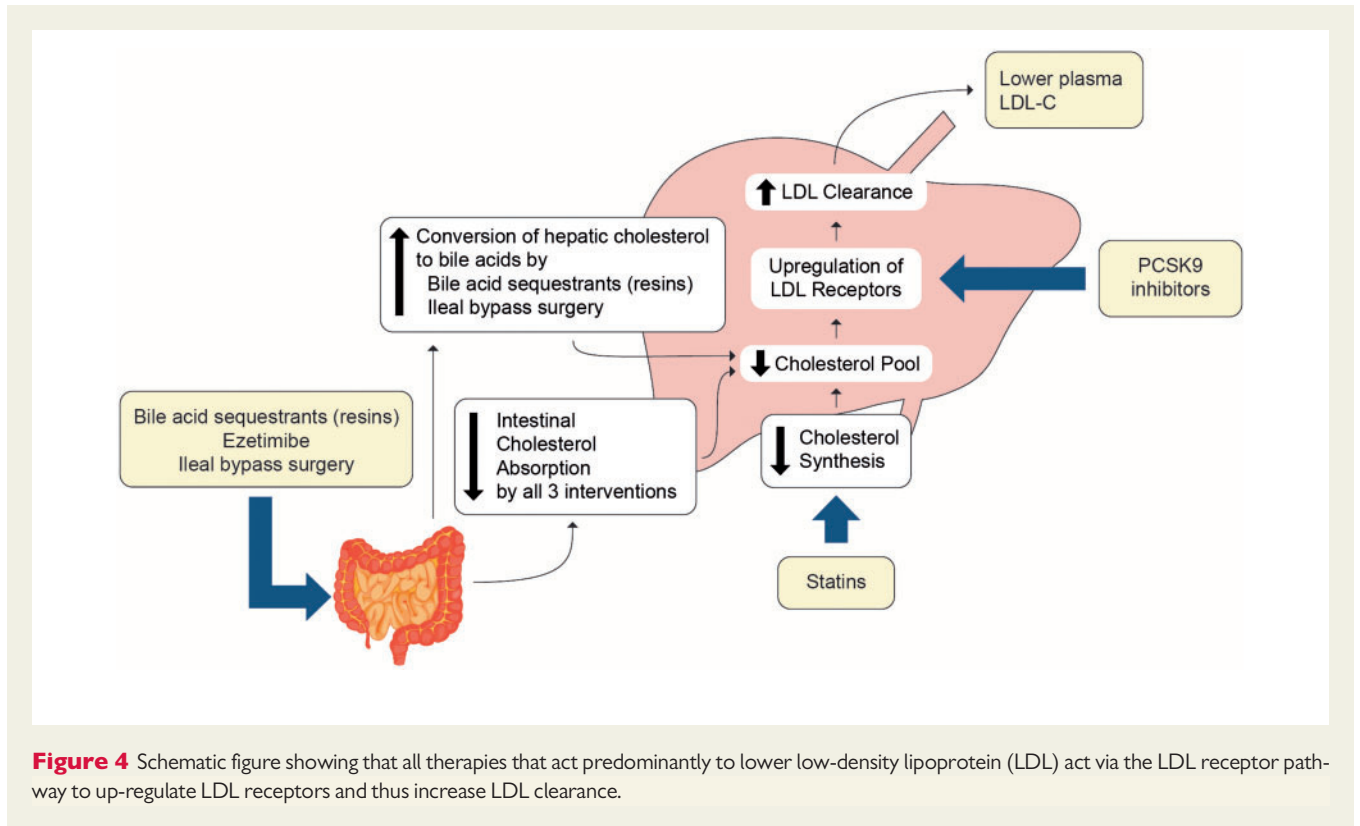 Lower plasma
LDL-C
LDL Clearance
Conversion of hepatic cholesterol
to bile acids by
Bile acid sequestrants (resins)
Ileal bypass surgery
Upregulation of
LDL Receptors
PCSK9
inhibitors
Cholesterol Pool
Bile acid sequestrants (resins)
Ezetimibe
Ileal bypass surgery
Intestinal
Cholesterol
Absorption
by all 3 interventions
Cholesterol
Synthesis
Statins
Figure 4 Schematic figure showing that all therapies that act predominantly to lower low-density lipoprotein (LDL) act via the LDL receptor path-
way to up-regulate LDL receptors and thus increase LDL clearance.